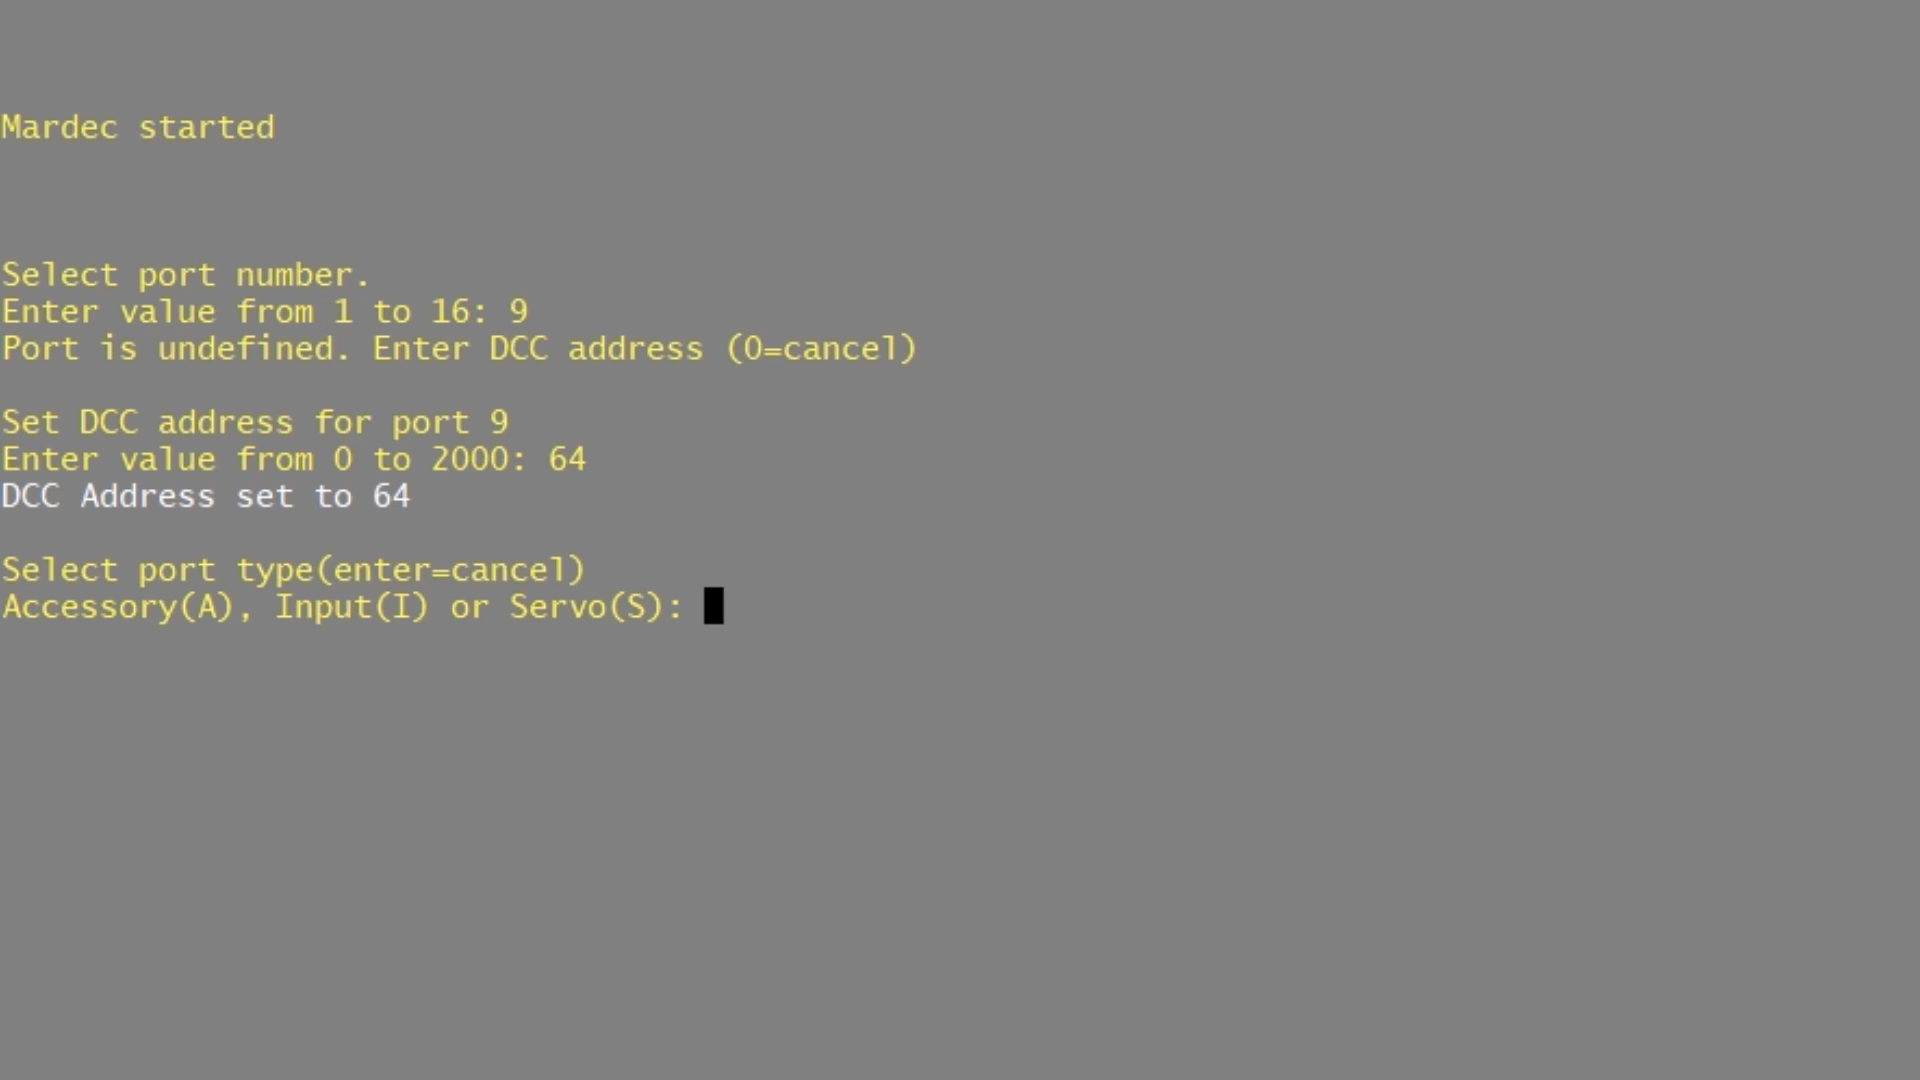 Mardec started
Select port number.
Enter value from 1 to 16: 9
Port is undefined. Enter DCC address (0=cancel)
Set DCC address for port 9
Enter value from 0 to 2000: 64
DCC Address set to 64
Select port type(enter=cancel)
Accessory(A), Input(I) or Servo(S):